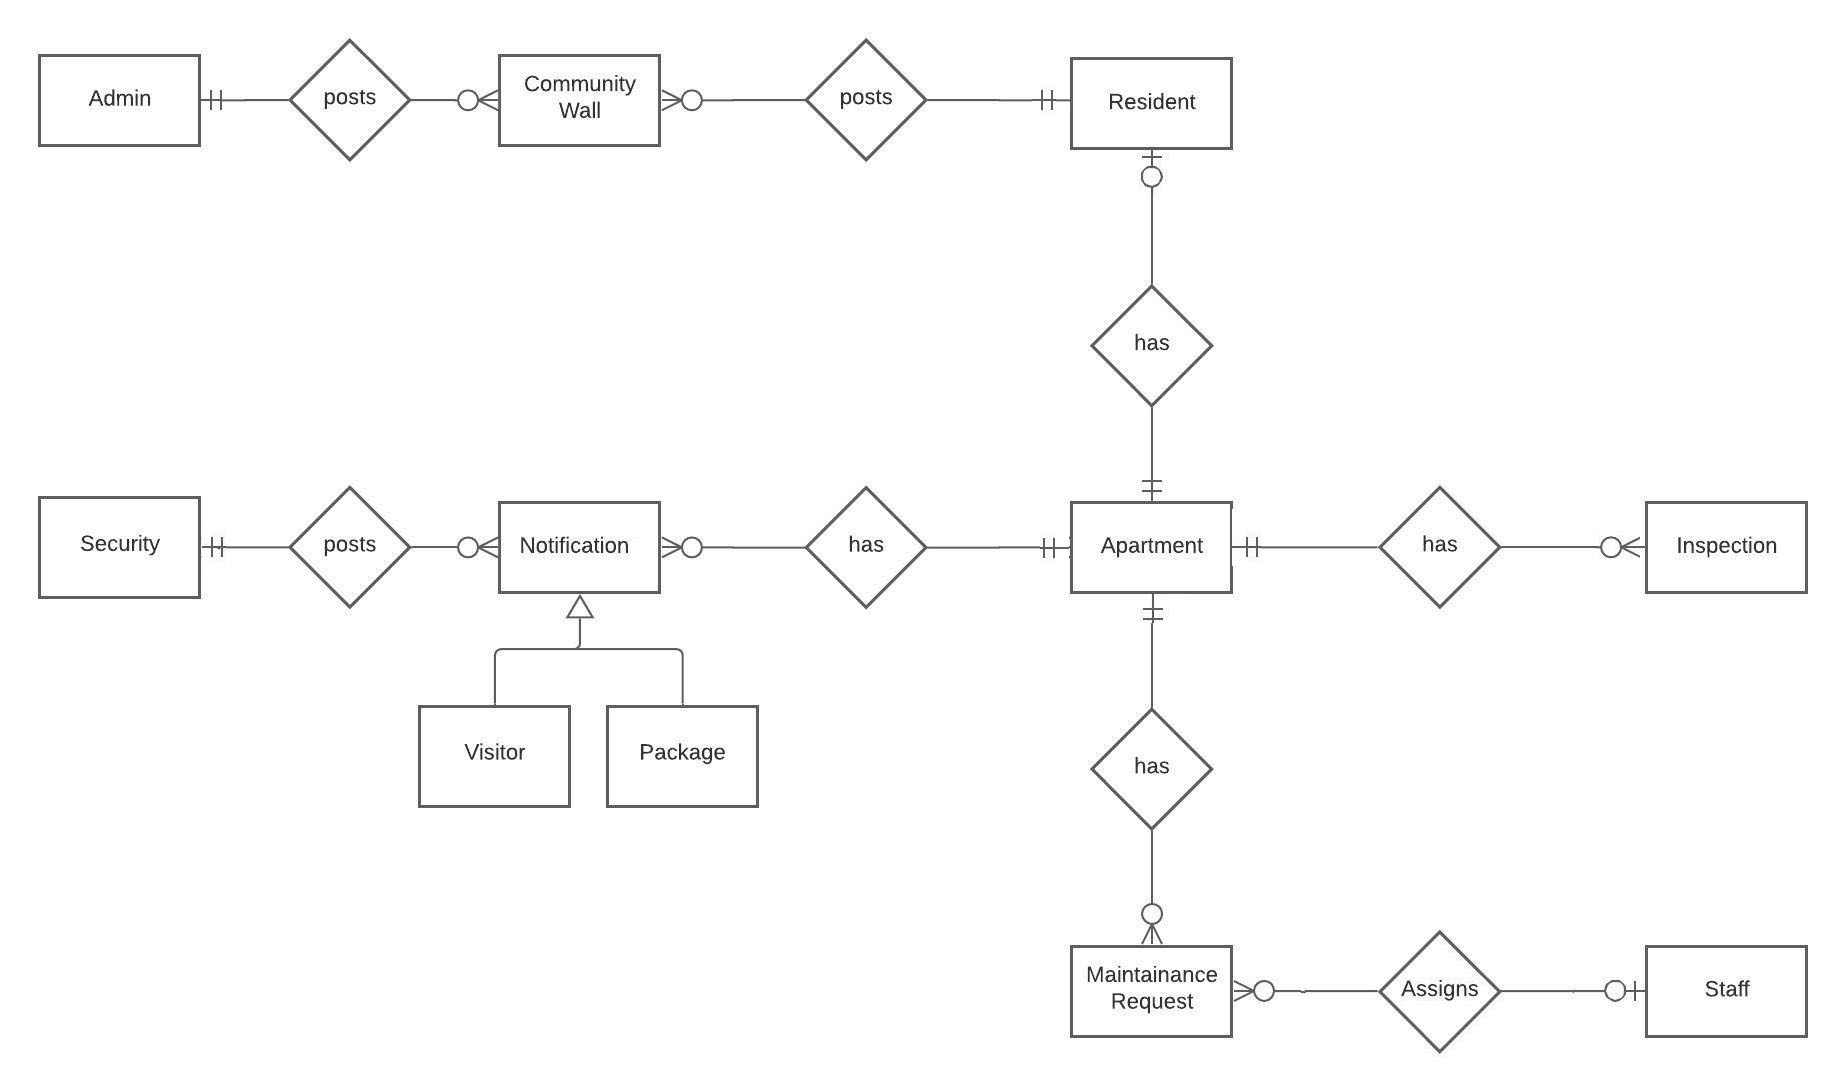 Admin
posts
Community
Wall
posts
Resident
has
Security
posts
Notification
has
Apartment
has
Inspection
Visitor
Package
has
Maintainance
Request
Assigns
Staff